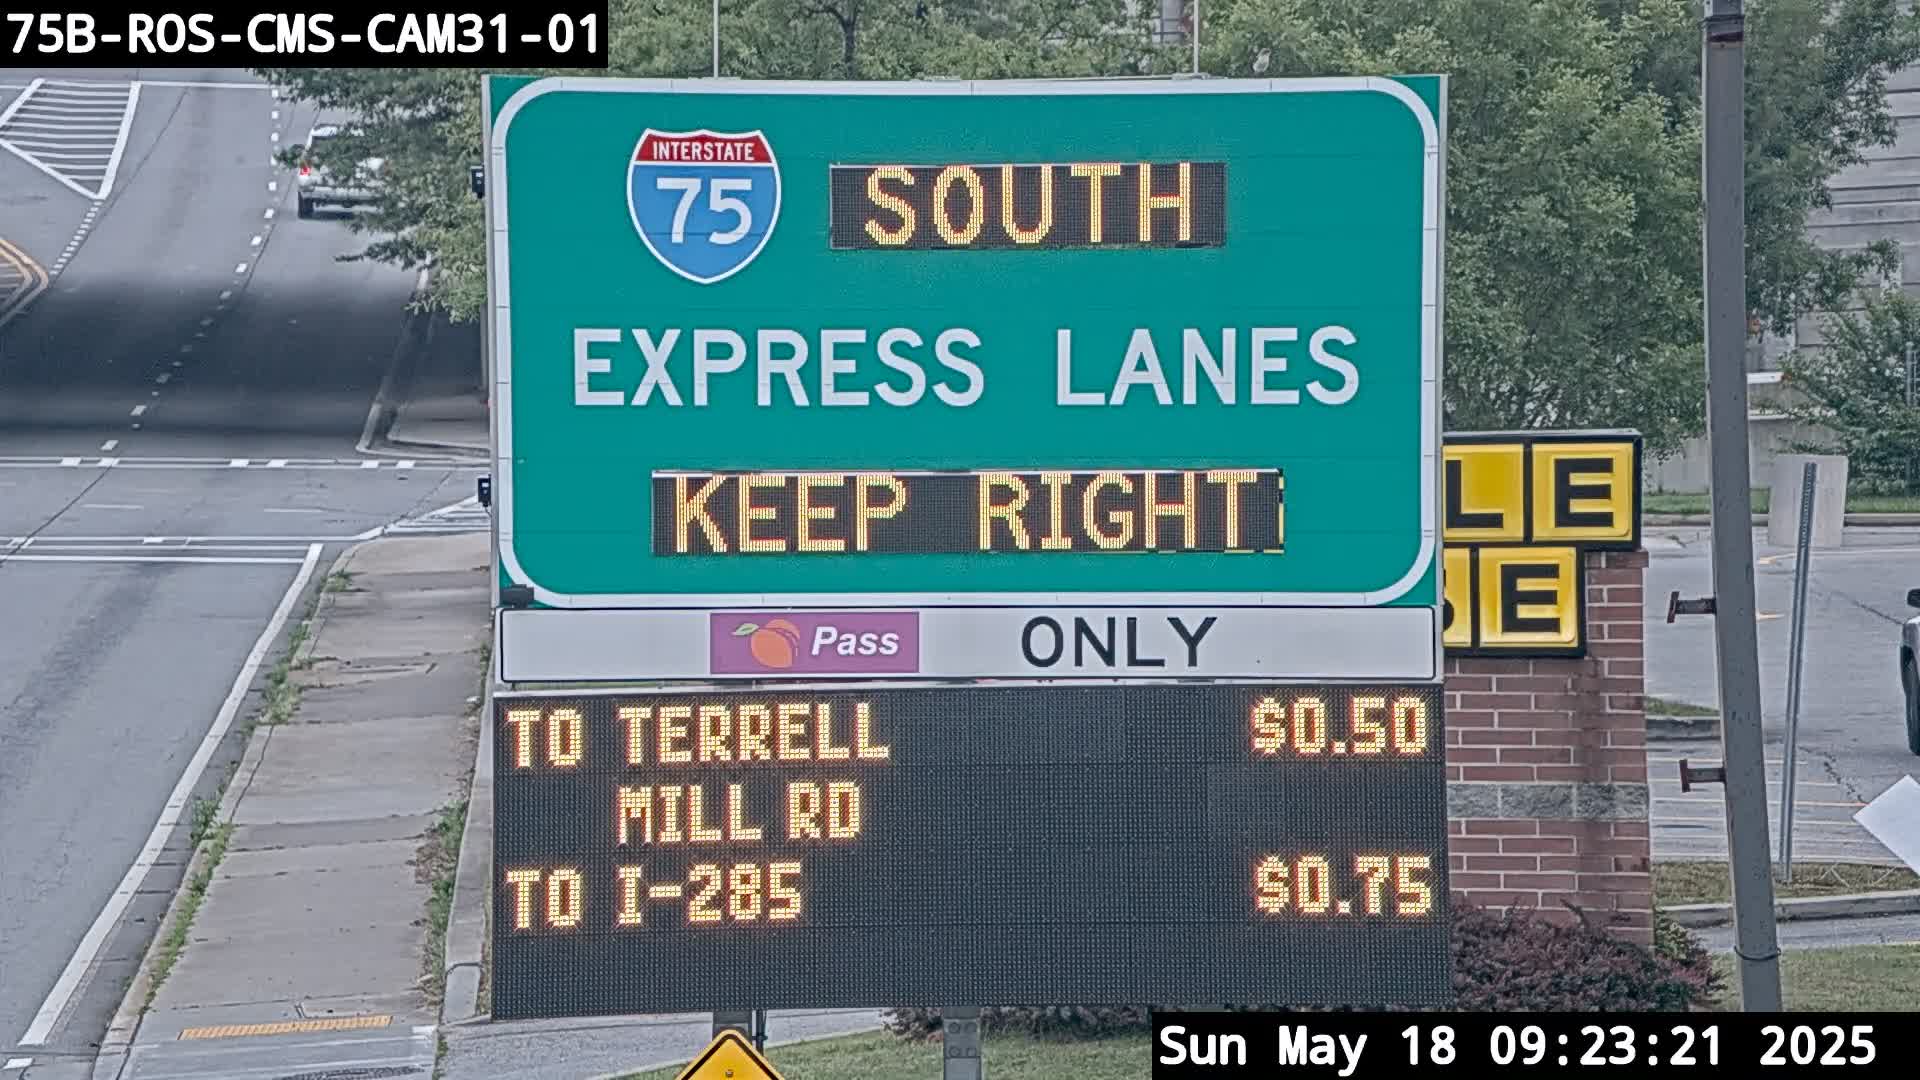 75B-ROS-CMS-CAM31-01
INTERSTATE
75
SOUTH
EXPRESS LANES
KEEP RIGHT
Pass ONLY
TO TERRELL $0.50
MILL RD
TO I-285 $0.75
LE
E
Sun May 18 09:23:21 2025